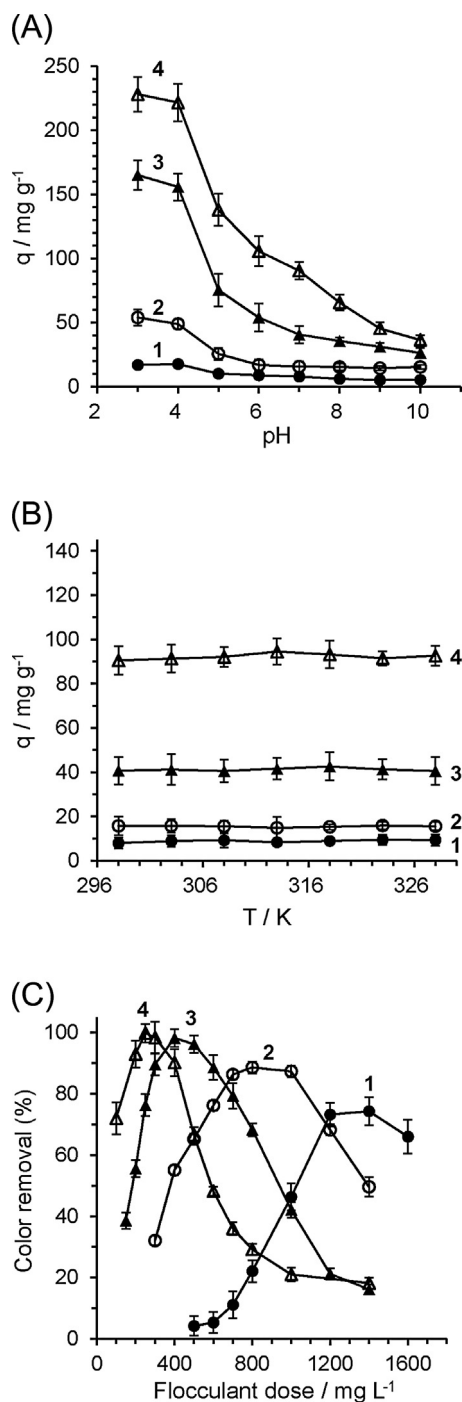 (A)
250
200
150
100
50
0
q / mg g⁻¹
4
3
2
1
2 4 6 8 10
pH
(B)
140
120
100
80
60
40
20
0
q / mg g⁻¹
4
3
2
1
296 306 316 326
T / K
(C)
100
80
60
40
20
0
Color removal (%)
4 3 2 1
0 400 800 1200 1600
Flocculant dose / mg L⁻¹